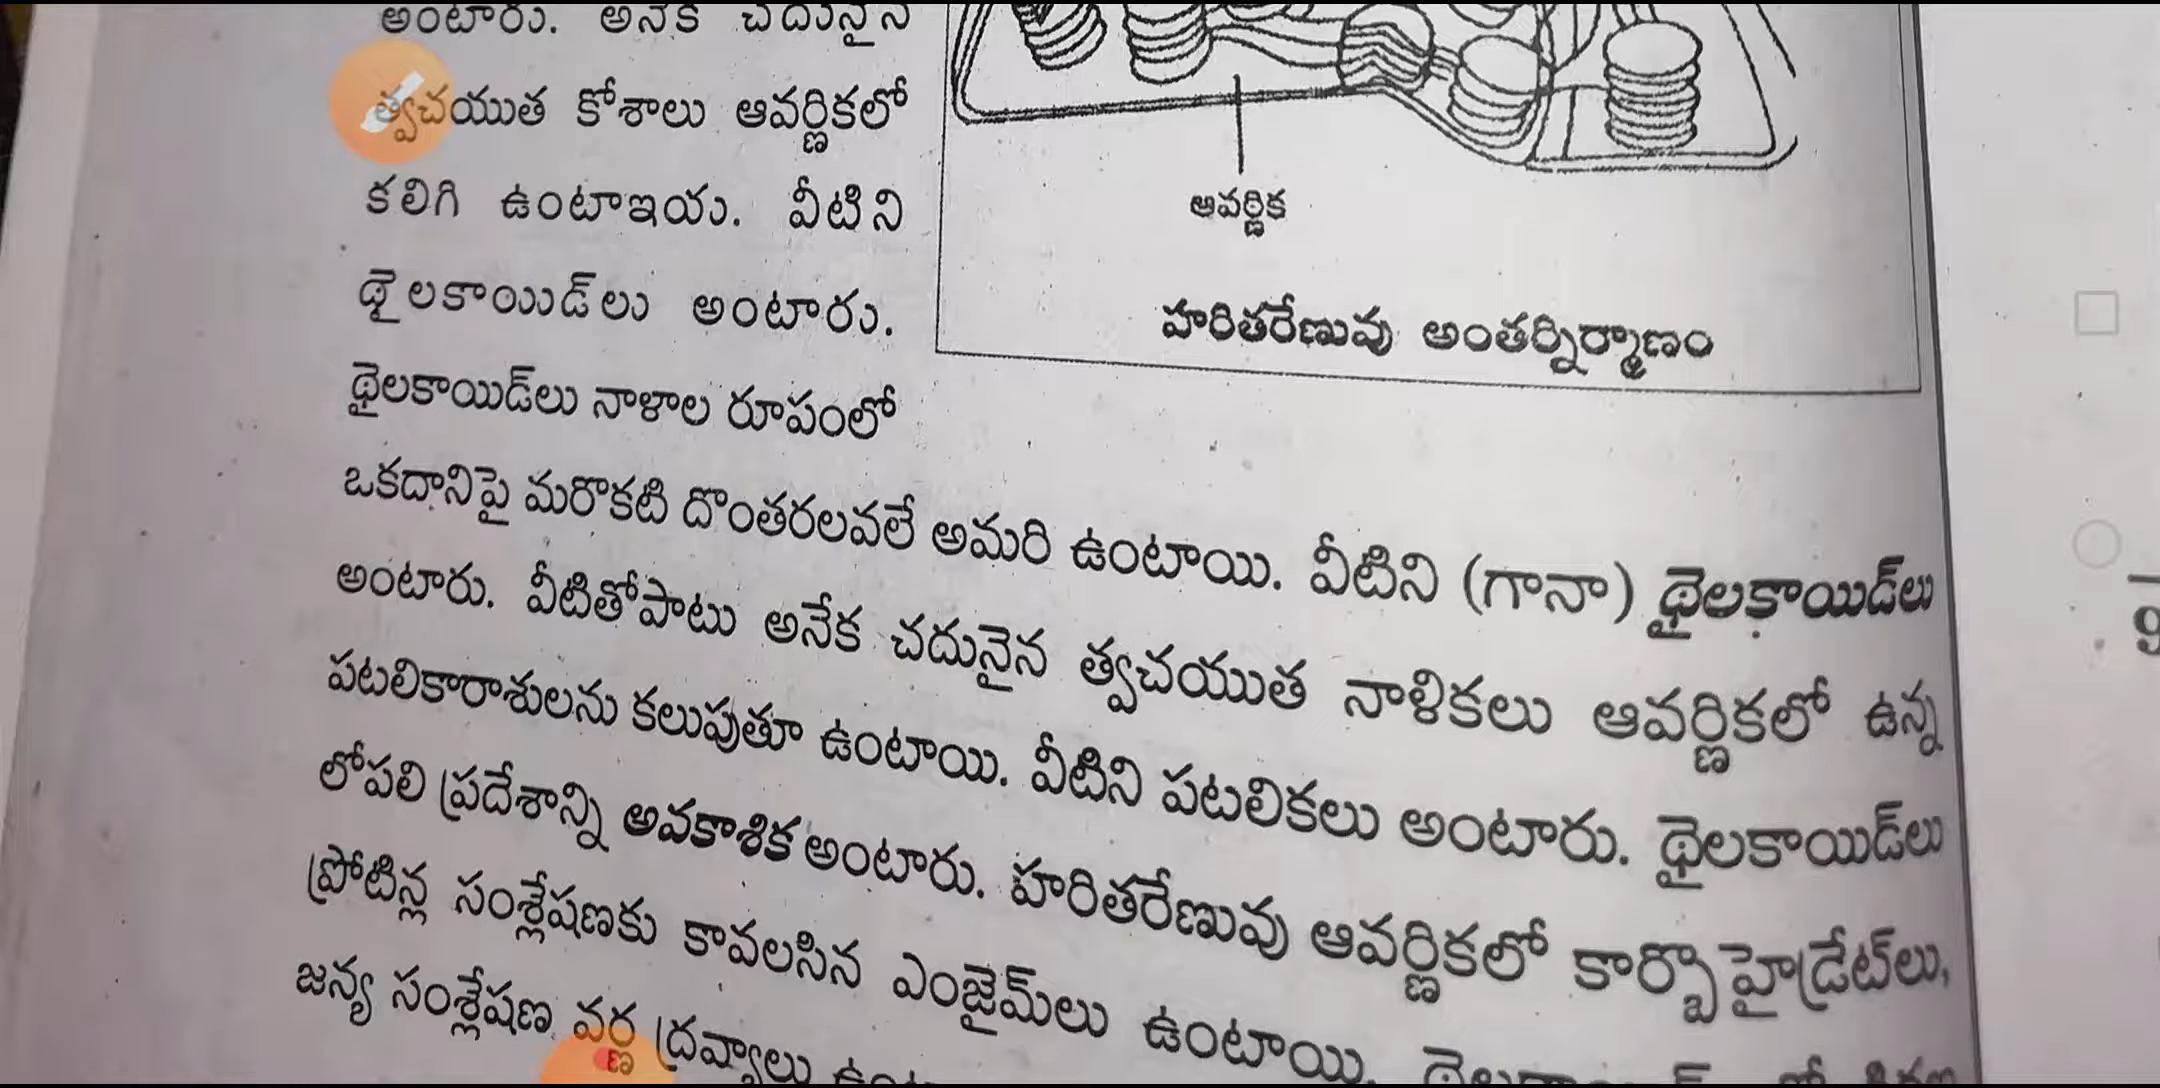 అంటారు. అనేక చదునైన
త్వచయుత కోశాలు ఆవర్ణికలో
కలిగి ఉంటాఇయ. వీటిని
థైలకాయిడ్‌లు అంటారు.
థైలకాయిడ్‌లు నాళాల రూపంలో
ఆవర్ణిక
హరితరేణువు అంతర్నిర్మాణం
ఒకదానిపై మరొకటి దొంతరలవలే అమరి ఉంటాయి. వీటిని (గానా) థైలకాయిడ్‌లు
అంటారు. వీటితోపాటు అనేక చదునైన త్వచయుత నాళికలు ఆవర్ణికలో ఉన్న
పటలికారాశులను కలుపుతూ ఉంటాయి. వీటిని పటలికలు అంటారు. థైలకాయిడ్‌లు
లోపలి ప్రదేశాన్ని అవకాశిక అంటారు. హరితరేణువు ఆవర్ణికలో కార్బోహైడ్రేట్‌లు,
ప్రోటిన్ల సంశ్లేషణకు కావలసిన ఎంజైమ్‌లు ఉంటాయి.
జన్య సంశ్లేషణ వర్ణ ద్రవ్యాలు